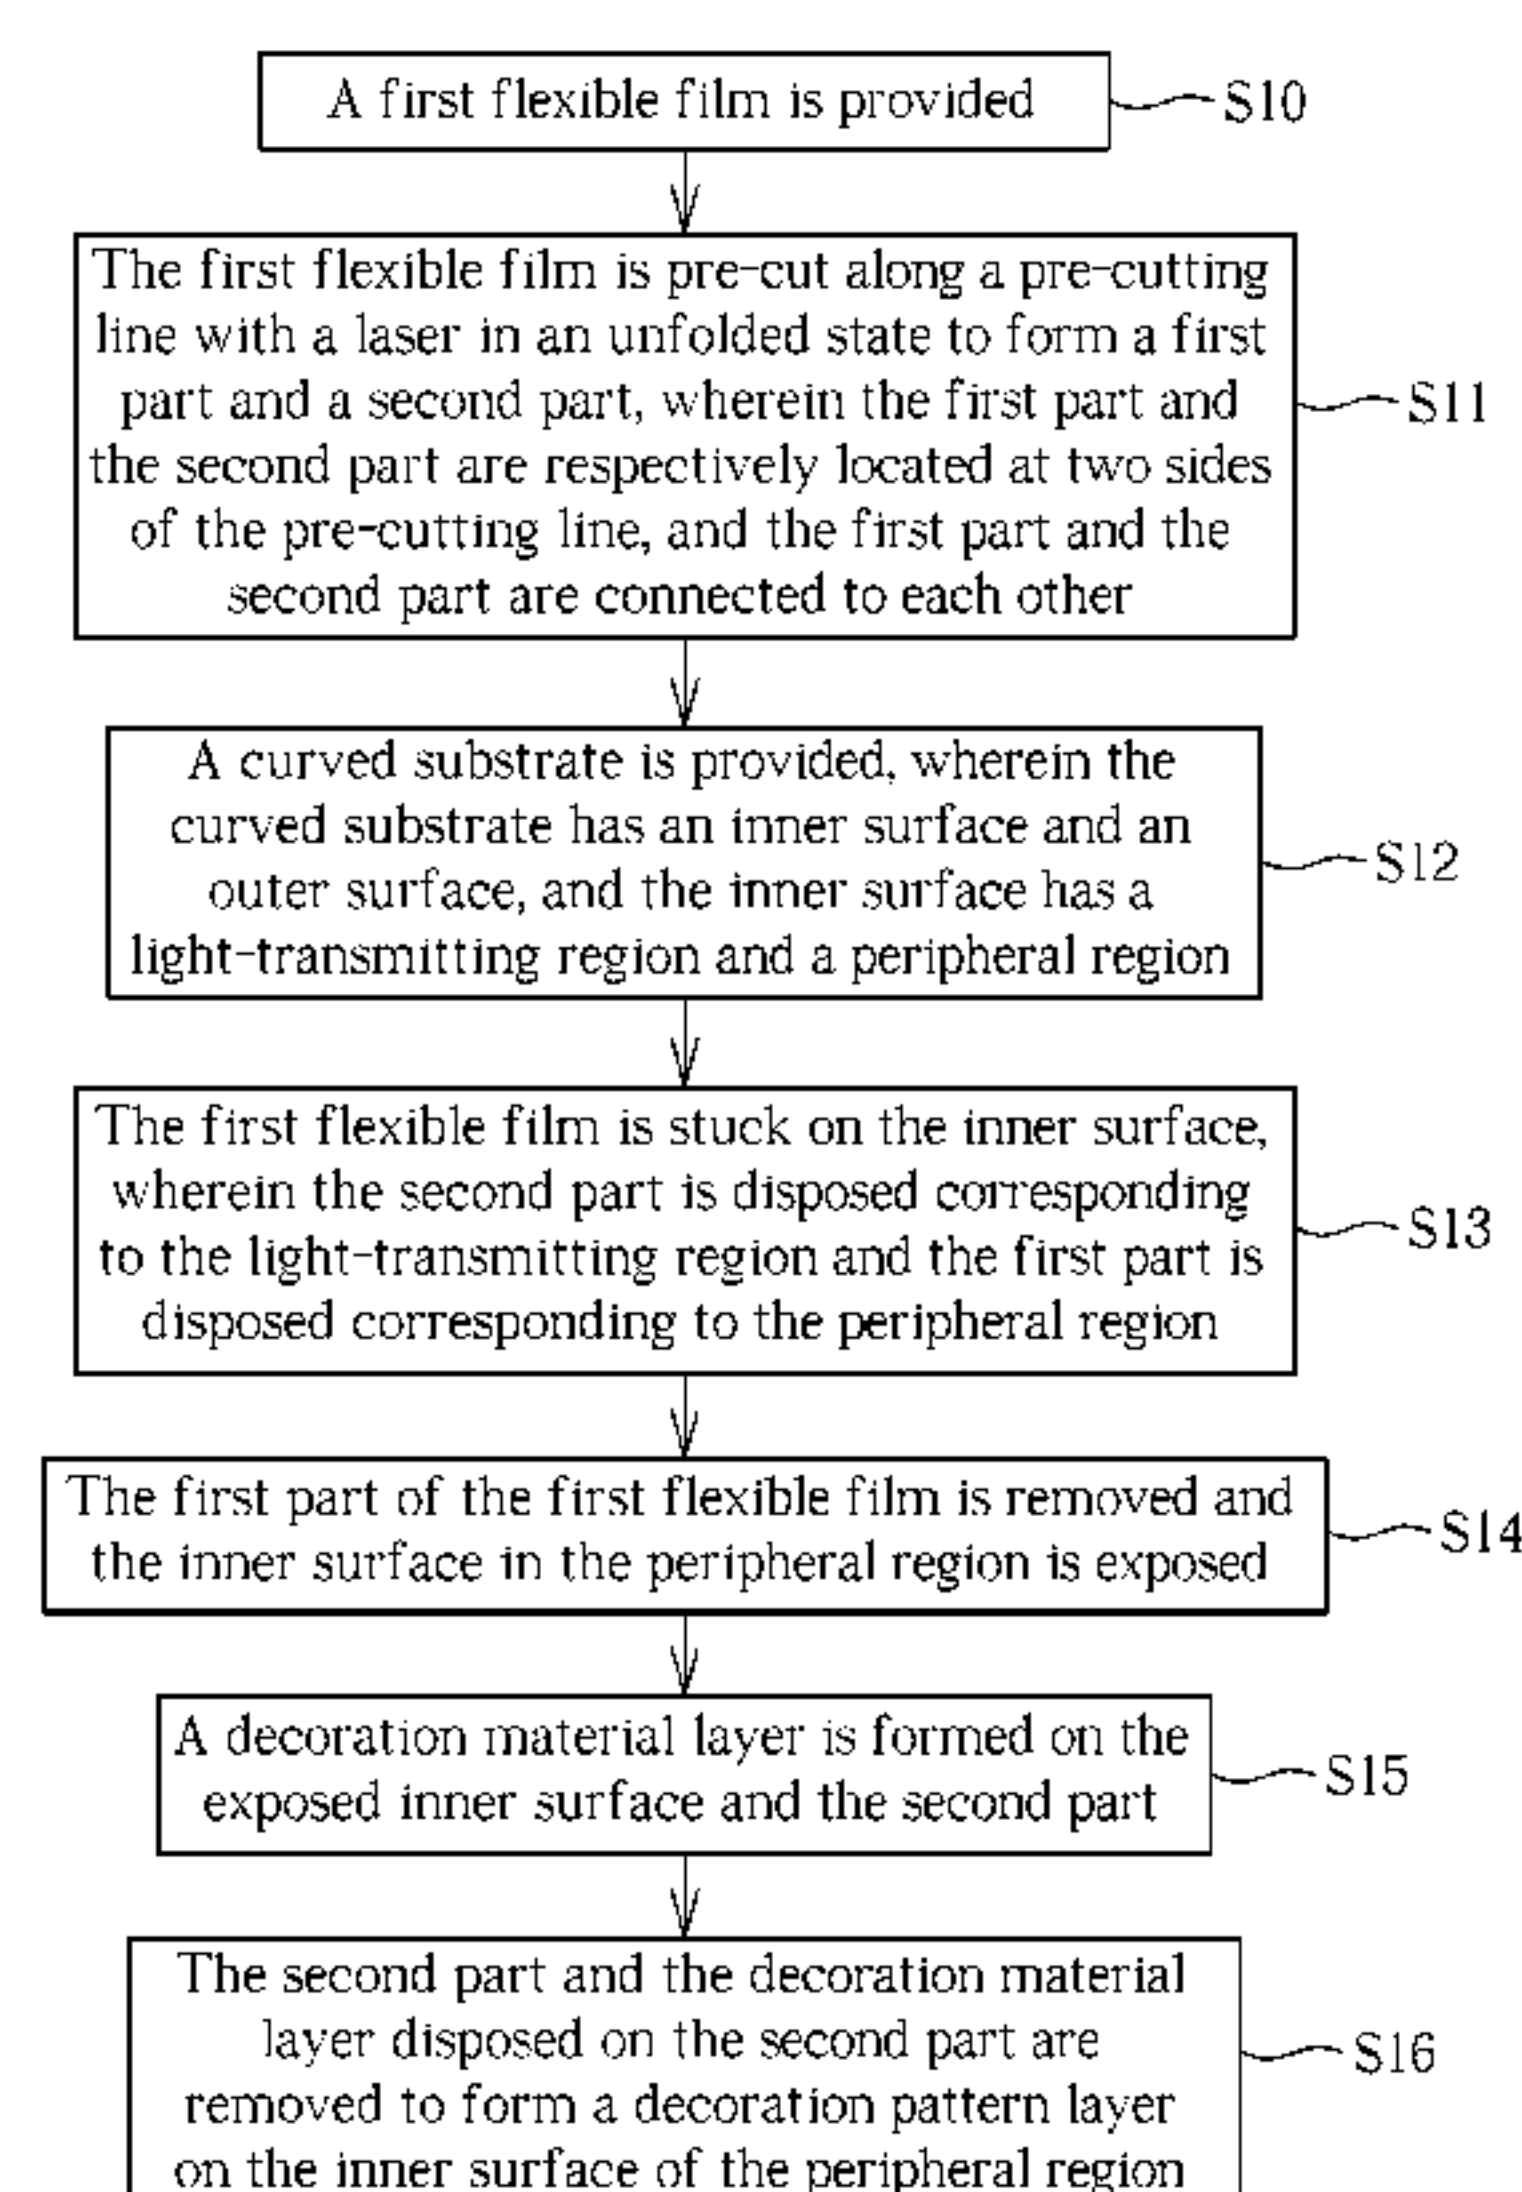 A first flexible film is provided
S10
The first flexible film is pre-cut along a pre-cutting
line with a laser in an unfolded state to form a first
part and a second part, wherein the first part and
the second part are respectively located at two sides
of the pre-cutting line, and the first part and the
second part are connected to each other
S11
A curved substrate is provided, wherein the
curved substrate has an inner surface and an
outer surface, and the inner surface has a
light-transmitting region and a peripheral region
S12
The first flexible film is stuck on the inner surface,
wherein the second part is disposed corresponding
to the light-transmitting region and the first part is
disposed corresponding to the peripheral region
S13
The first part of the first flexible film is removed and
the inner surface in the peripheral region is exposed
S14
A decoration material layer is formed on the
exposed inner surface and the second part
S15
The second part and the decoration material
layer disposed on the second part are
removed to form a decoration pattern layer
on the inner surface of the peripheral region
S16